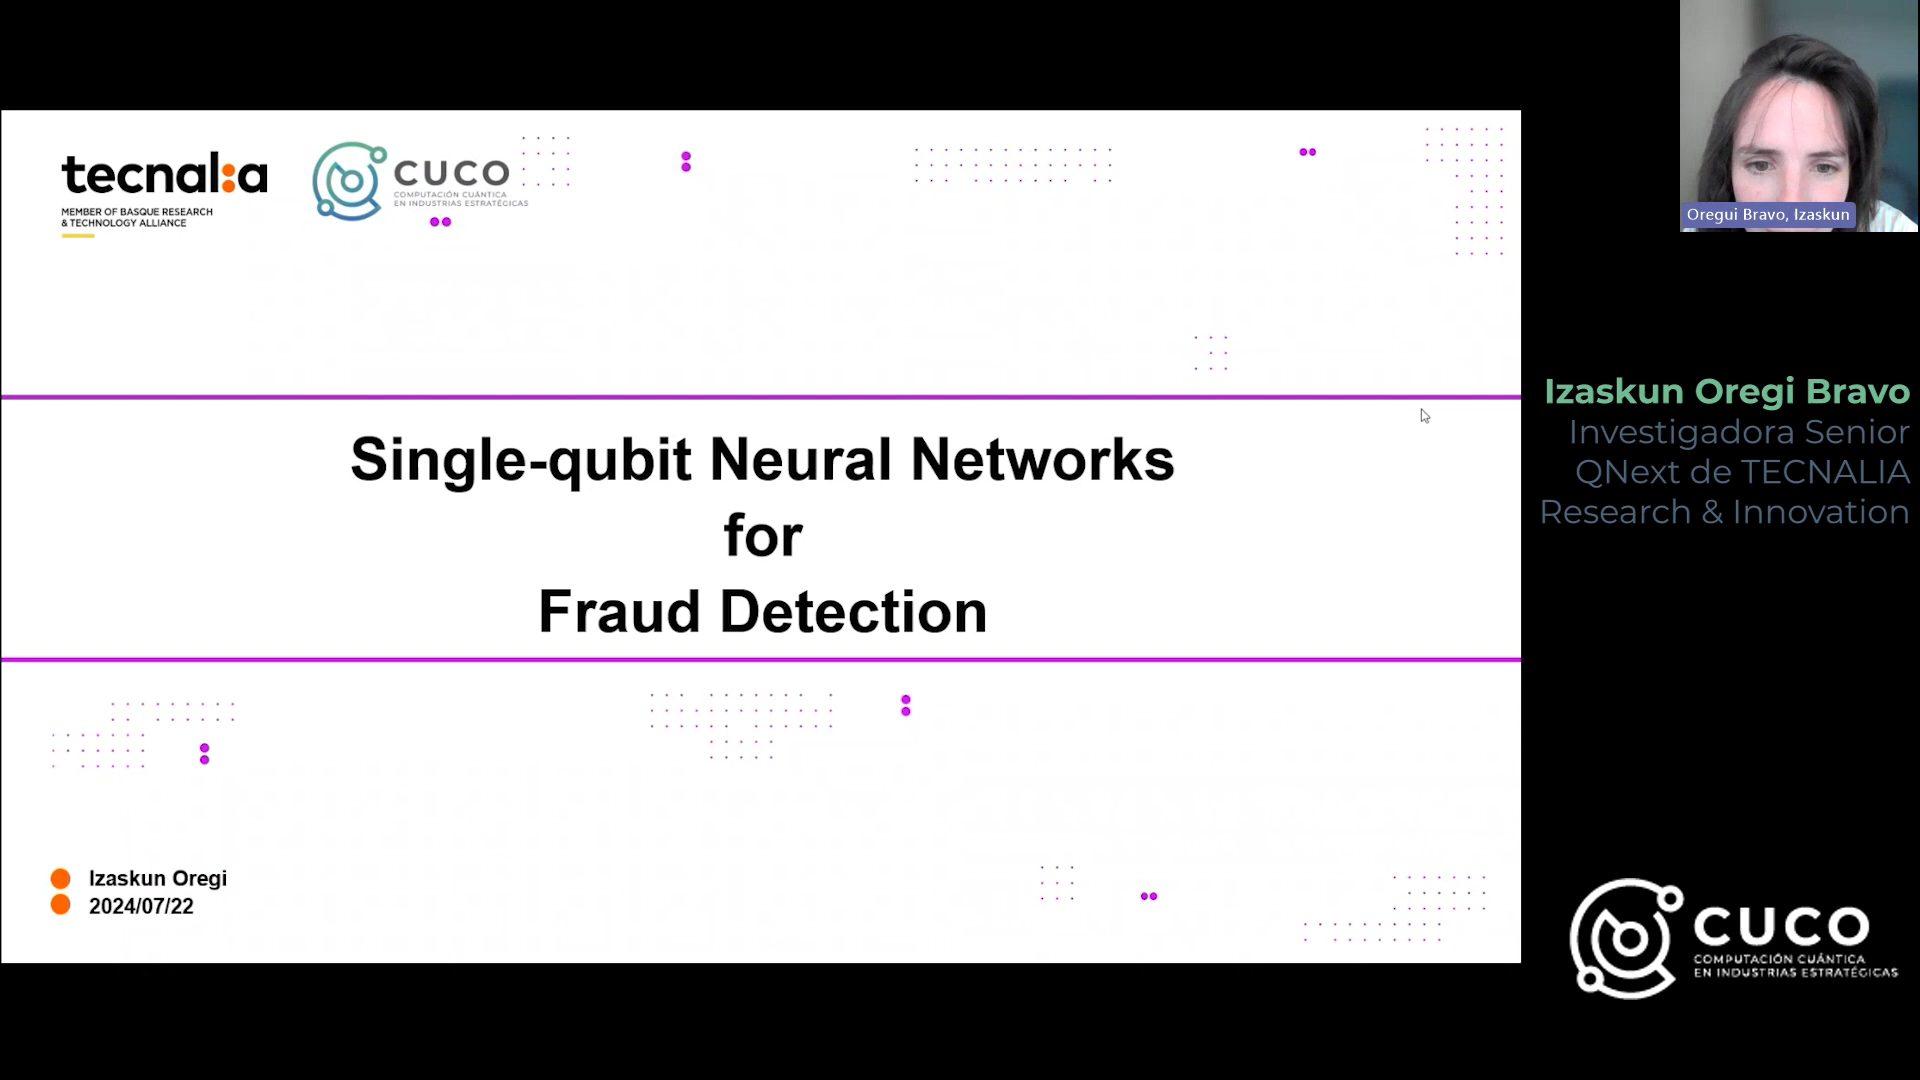 tecnal:a
MEMBER OF BASQUE RESEARCH
& TECHNOLOGY ALLIANCE
CUCO
COMPUTACIÓN CUÁNTICA
EN INDUSTRIAS ESTRATÉGICAS
Single-qubit Neural Networks
for
Fraud Detection
Izaskun Oregi
2024/07/22
Oregui Bravo, Izaskun
Izaskun Oregi Bravo
Investigadora Senior
QNext de TECNALIA
Research & Innovation
CUCO
COMPUTACIÓN CUÁNTICA
EN INDUSTRIAS ESTRATÉGICAS